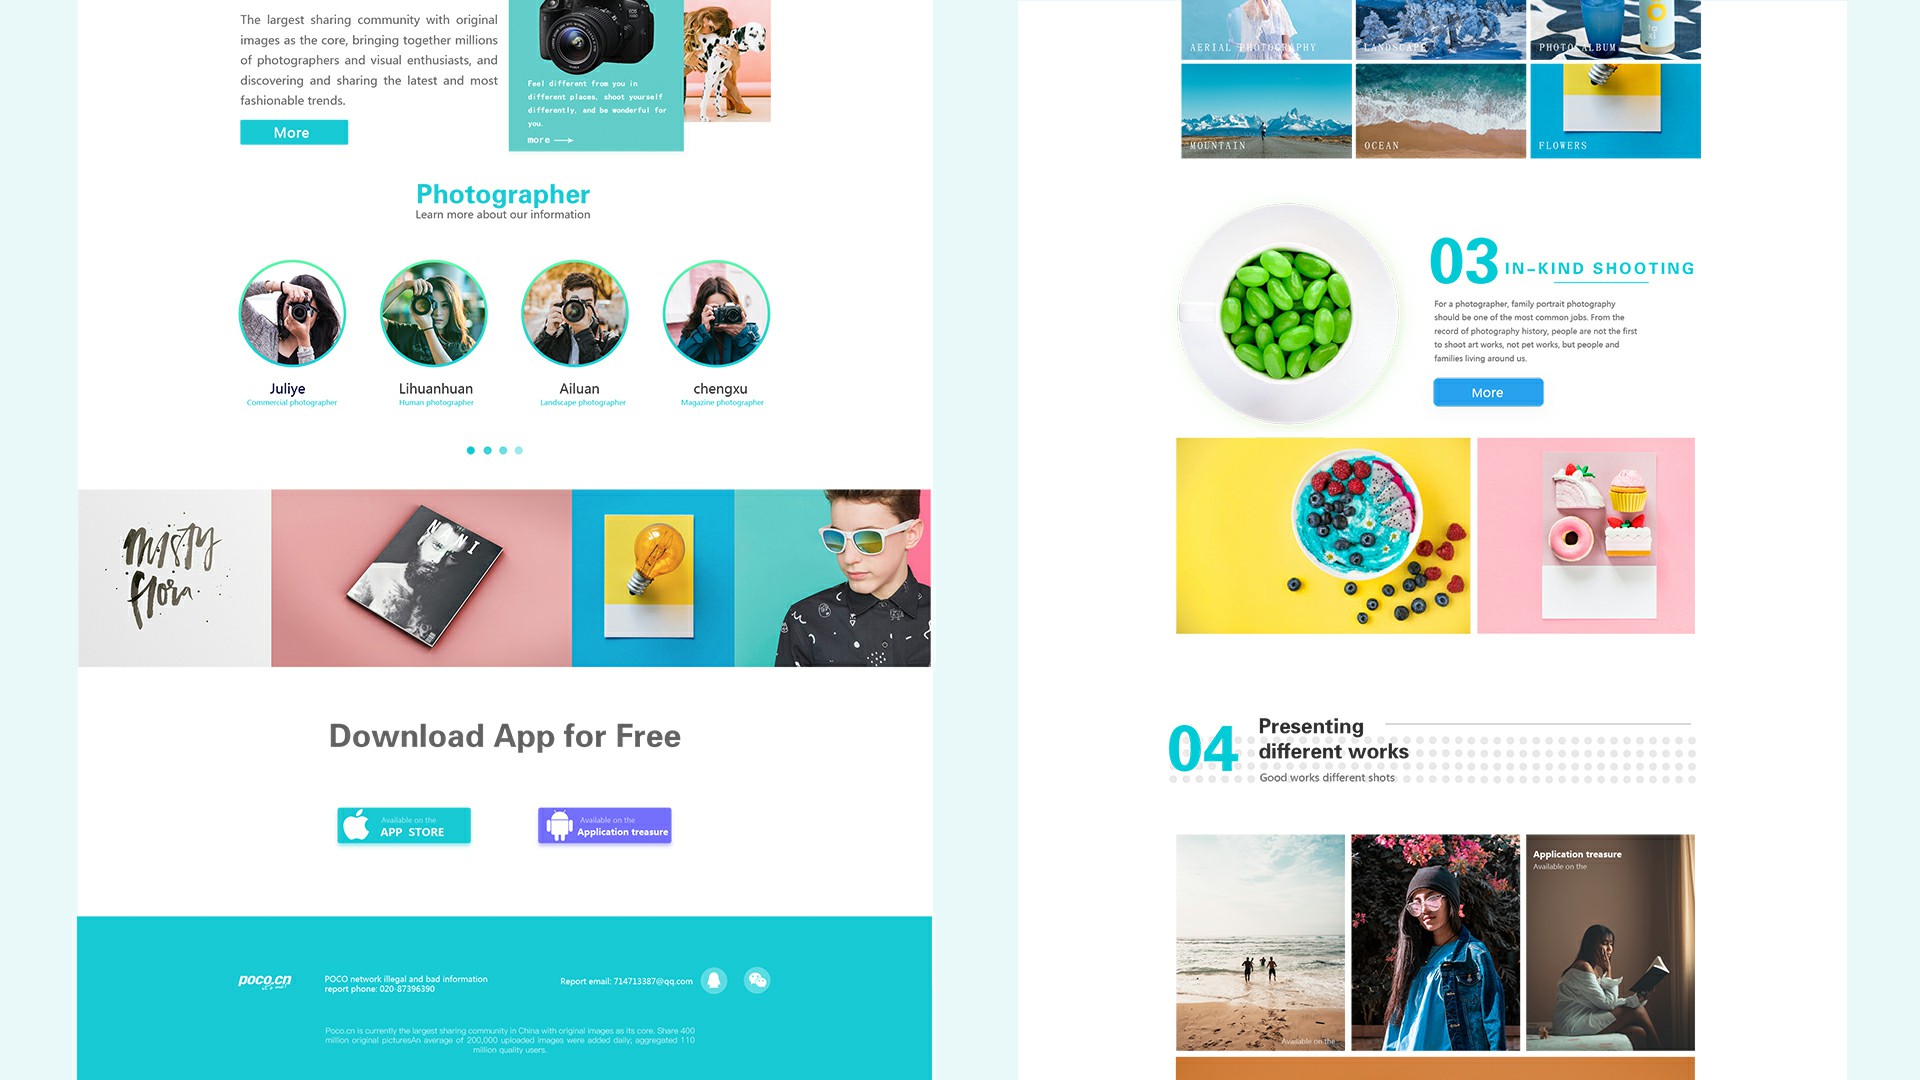 The largest sharing community with original
images as the core, bringing together millions
of photographers and visual enthusiasts, and
discovering and sharing the latest and most
fashionable trends.
More
Feel different from you in
different places, shoot yourself
differently, and be wonderful for
you.
more
Photographer
Learn more about our information
Juliye
Commercial photographer
Lihuanhuan
Human photographer
Ailuan
Landscape photographer
chengxu
Magazine photographer
misty
flora
Download App for Free
Available on the
APP STORE
Available on the
Application treasure
poco.cn
POCO network illegal and bad information
report phone: 020-87396390
Report email: 714713387@qq.com
Poco.cn is currently the largest sharing community in China with original images as its core. Share 400
million original picturesAn average of 200,000 uploaded images were added daily; aggregated 110
million quality users.
AERIAL PHOTOGRAPHY
LANDSCAPE
PHOTO ALBUM
MOUNTAIN
OCEAN
FLOWERS
03 IN-KIND SHOOTING
For a photographer, family portrait photography
should be one of the most common jobs. From the
record of photography history, people are not the first
to shoot art works, not pet works, but people and
families living around us.
More
04
Presenting
different works
Good works different shots
Available on the
Application treasure
Available on the